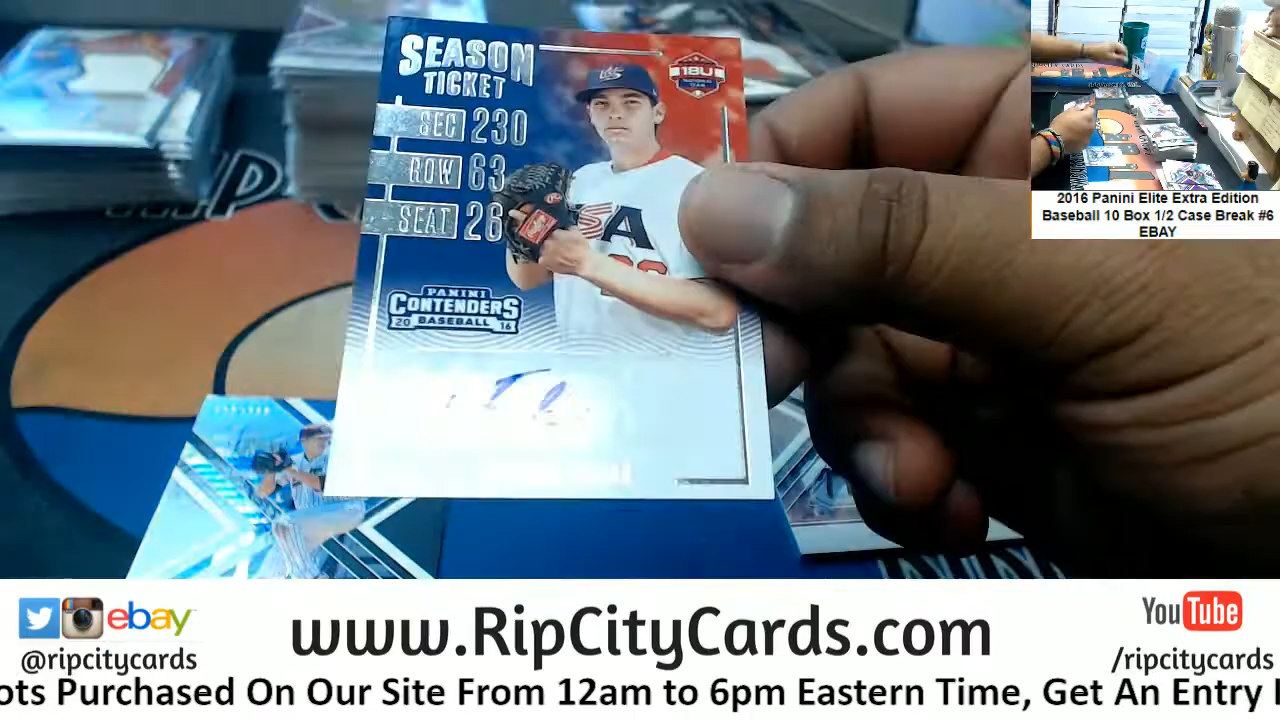 SEASON
TICKET
18U
SEC 230
ROW 63
SEAT 26
PANINI
CONTENDERS
20 BASEBALL 16
2016 Panini Elite Extra Edition
Baseball 10 Box 1/2 Case Break #6
EBAY
ebay
@ripcitycards
www.RipCityCards.com
YouTube
/ripcitycards
ots Purchased On Our Site From 12am to 6pm Eastern Time, Get An Entry